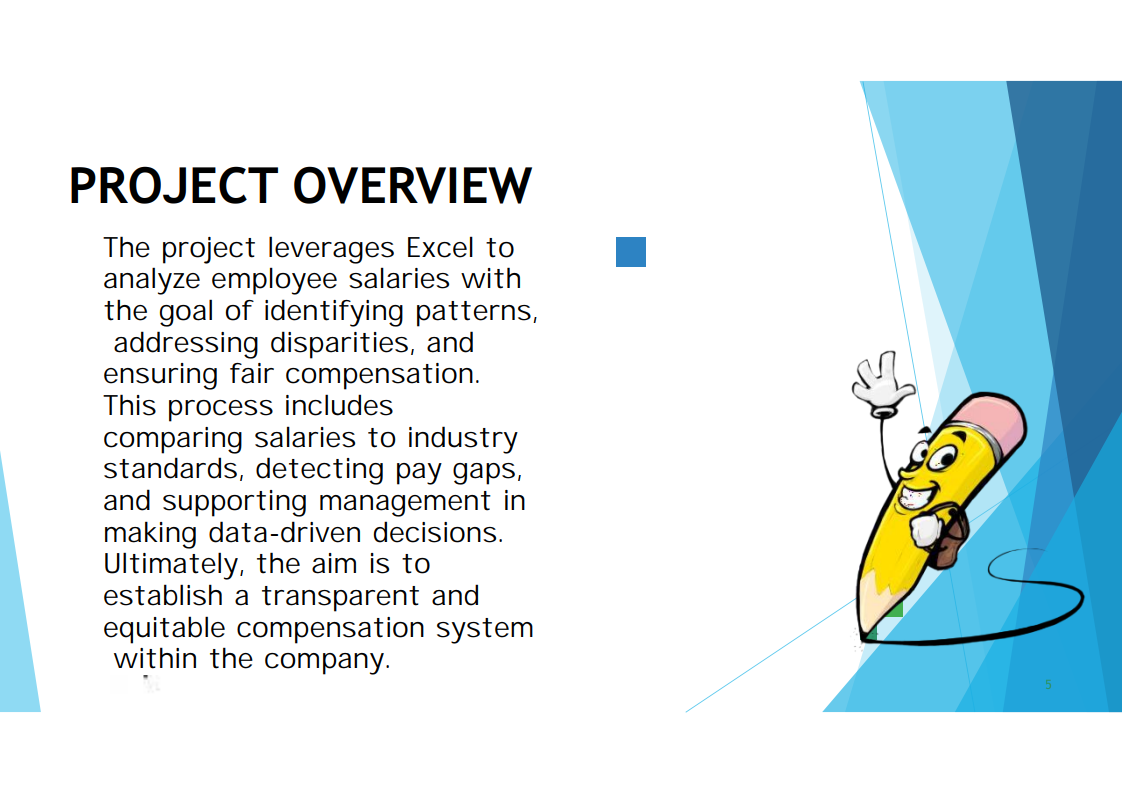 PROJECT OVERVIEW
The project leverages Excel to
analyze employee salaries with
the goal of identifying patterns,
addressing disparities, and
ensuring fair compensation.
This process includes
comparing salaries to industry
standards, detecting pay gaps,
and supporting management in
making data-driven decisions.
Ultimately, the aim is to
establish a transparent and
equitable compensation system
within the company.
5